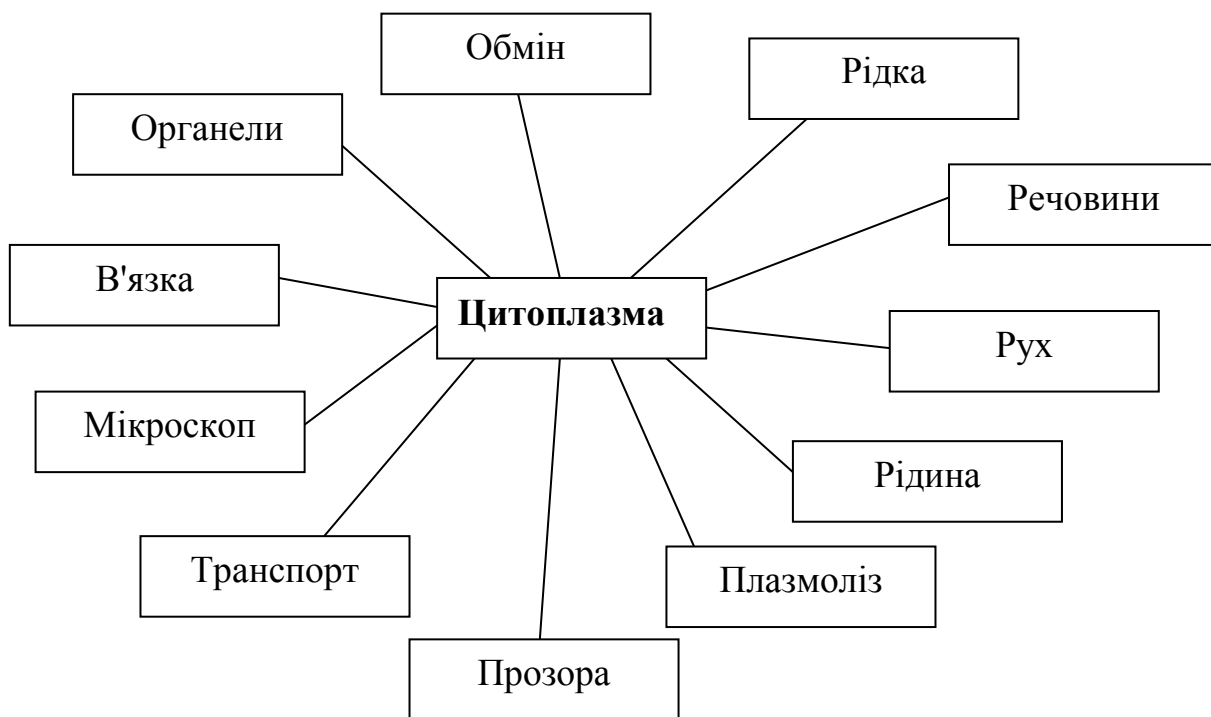 Обмін
Рідка
Органели
Речовини
В'язка
Цитоплазма
Рух
Мікроскоп
Рідина
Транспорт
Плазмоліз
Прозора